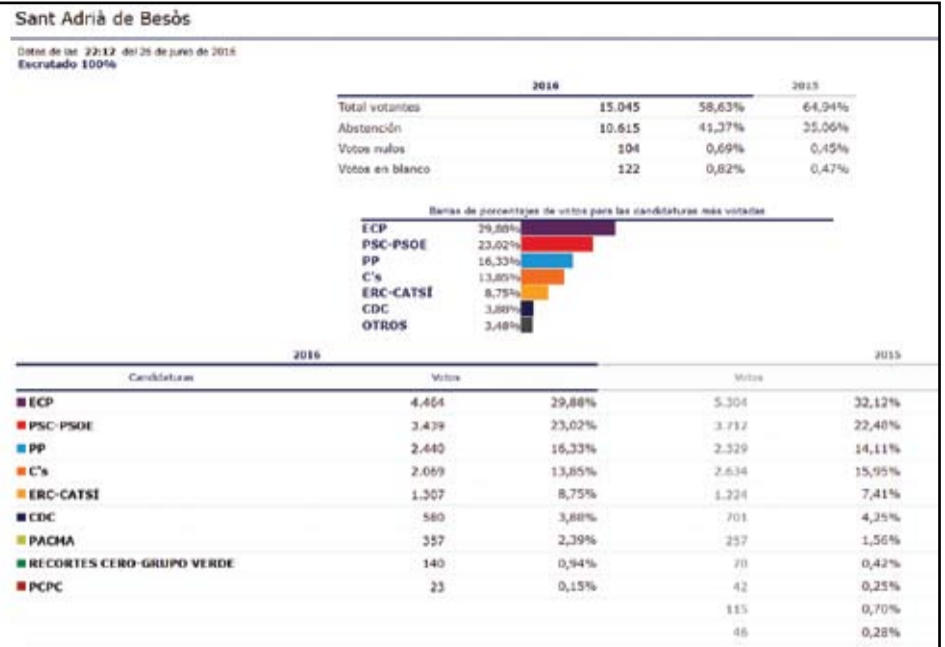 Sant Adrià de Besòs
Datos de las 22:12 del 26 de junio de 2016
Escrutado 100%
2016 2015
Total votantes 15.045 58,63% 64,94%
Abstención 10.615 41,37% 35,06%
Votos nulos 104 0,69% 0,45%
Votos en blanco 122 0,82% 0,47%
Barras de porcentajes de votos para las candidaturas más votadas
ECP 29,88%
PSC-PSOE 23,02%
PP 16,33%
C's 13,85%
ERC-CATSÍ 8,75%
CDC 3,88%
OTROS 3,48%
2016 2015
Candidaturas Votos Votos
ECP 4.464 29,88% 5.304 32,12%
PSC-PSOE 3.439 23,02% 3.712 22,48%
PP 2.440 16,33% 2.329 14,11%
C's 2.069 13,85% 2.634 15,95%
ERC-CATSÍ 1.307 8,75% 1.224 7,41%
CDC 580 3,88% 701 4,25%
PACMA 357 2,39% 257 1,56%
RECORTES CERO-GRUPO VERDE 140 0,94% 70 0,42%
PCPC 23 0,15% 42 0,25%
115 0,70%
46 0,28%